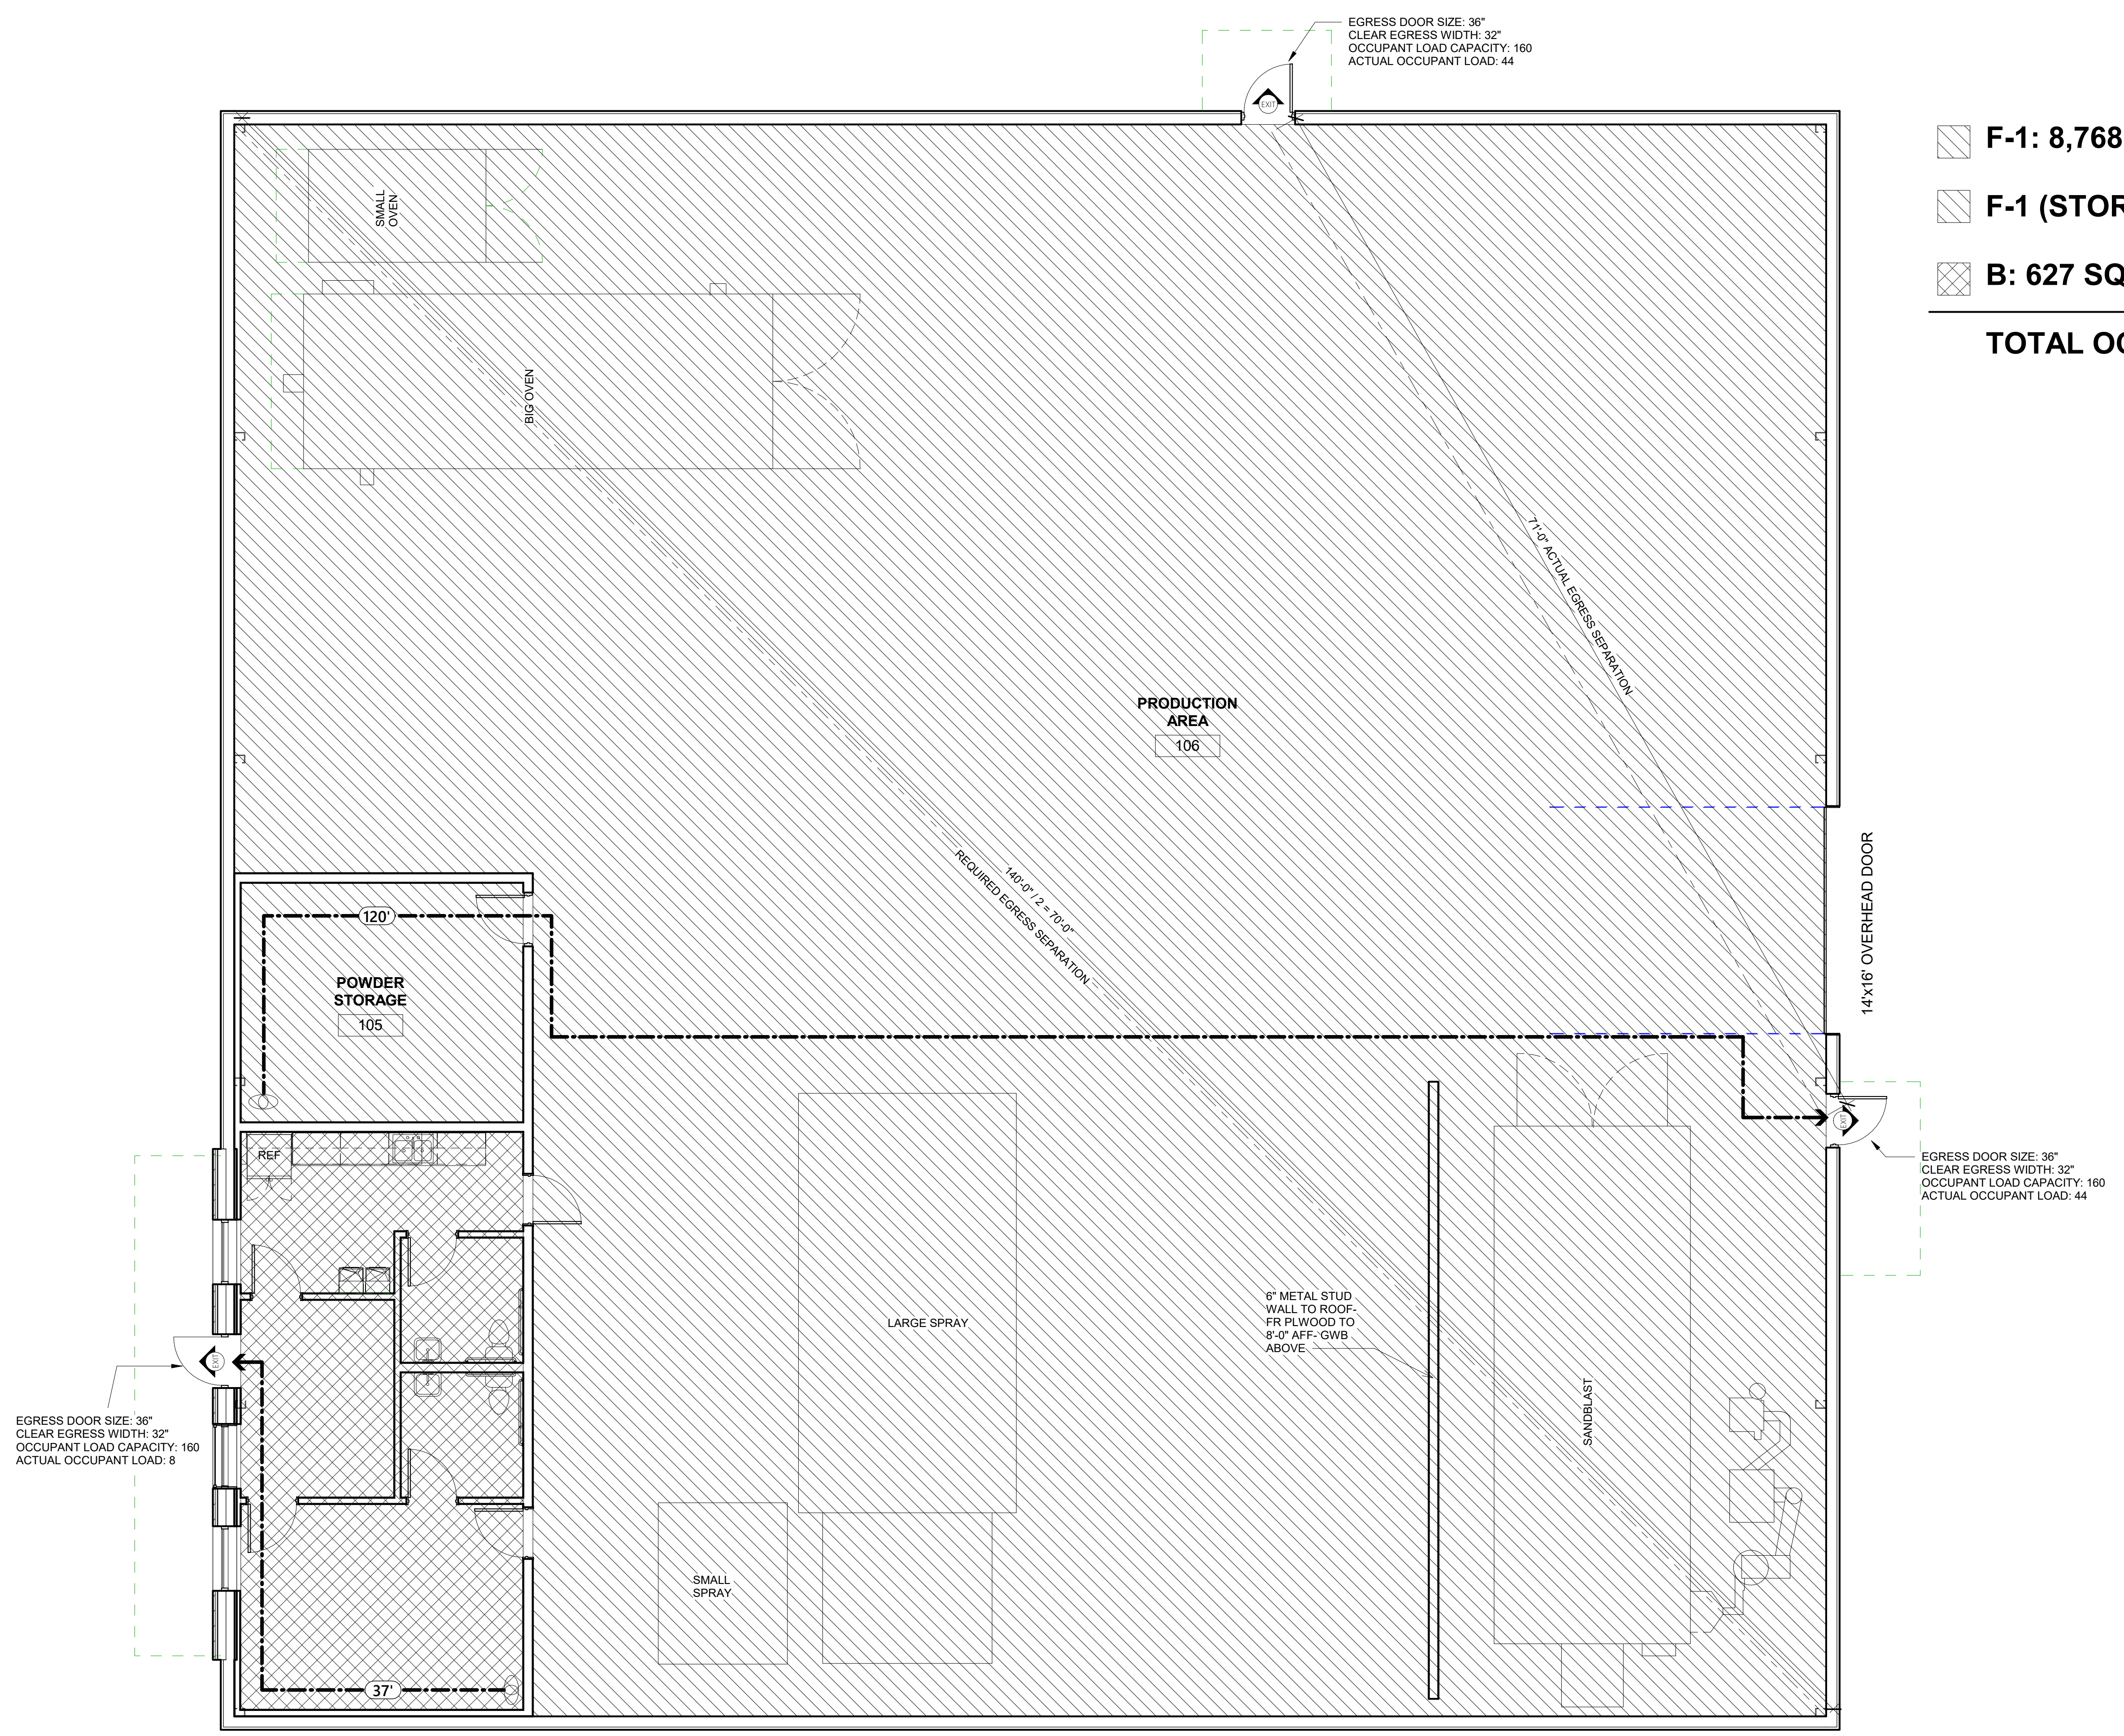 EGRESS DOOR SIZE: 36"
CLEAR EGRESS WIDTH: 32"
OCCUPANT LOAD CAPACITY: 160
ACTUAL OCCUPANT LOAD: 44
EXIT
F-1: 8,768
F-1 (STOR
B: 627 SQ
TOTAL OC
SMALL
OVEN
BIG OVEN
71'-0" ACTUAL EGRESS SEPARATION
PRODUCTION
AREA
106
140'-0" / 2 = 70'-0"
REQUIRED EGRESS SEPARATION
14'x16' OVERHEAD DOOR
120'
POWDER
STORAGE
105
EXIT
EGRESS DOOR SIZE: 36"
CLEAR EGRESS WIDTH: 32"
OCCUPANT LOAD CAPACITY: 160
ACTUAL OCCUPANT LOAD: 44
REF
6" METAL STUD
WALL TO ROOF-
FR PLWOOD TO
8'-0" AFF- GWB
ABOVE
LARGE SPRAY
SANDBLAST
EXIT
EGRESS DOOR SIZE: 36"
CLEAR EGRESS WIDTH: 32"
OCCUPANT LOAD CAPACITY: 160
ACTUAL OCCUPANT LOAD: 8
SMALL
SPRAY
37'